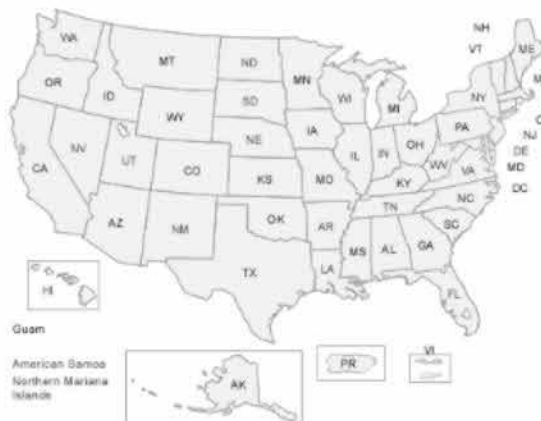 NH
WA
VT
ME
MT
ND
MN
OR
ID
SD
WI
MI
NY
WY
IA
PA
NE
NJ
NV
IL
IN
OH
DE
UT
CO
WV
MD
CA
KS
MO
KY
VA
DC
TN
NC
AZ
NM
OK
AR
SC
MS
AL
GA
TX
LA
HI
FL
Guam
VI
American Samoa
PR
Northern Mariana
AK
Islands